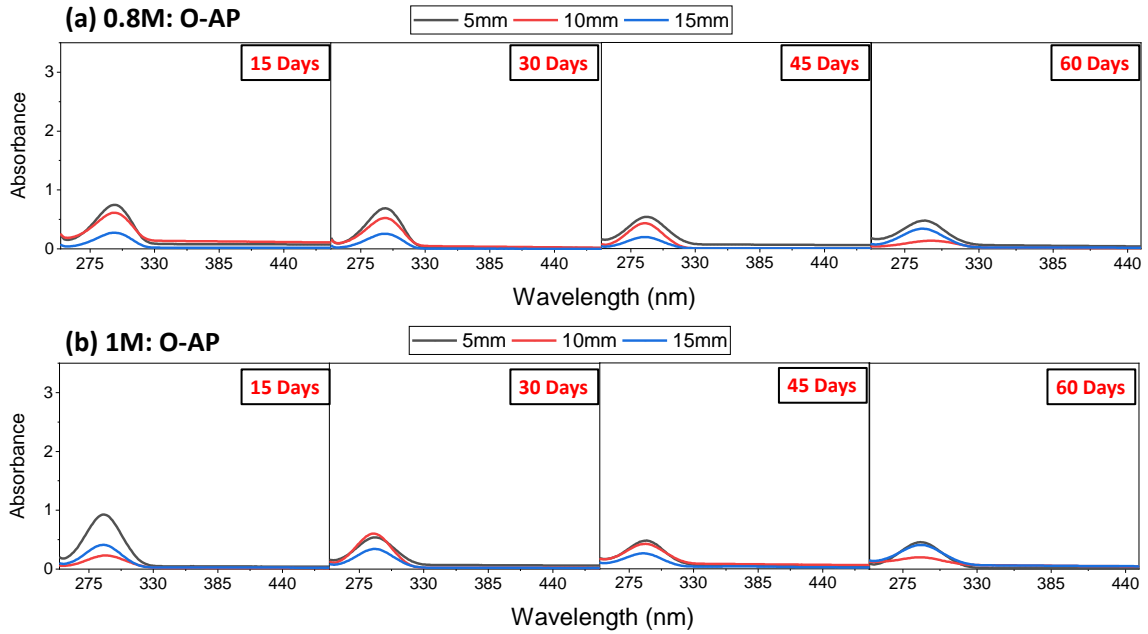 (a) 0.8M: O-AP
5mm 10mm 15mm
15 Days 30 Days 45 Days 60 Days
Absorbance
3
2
1
0
275 330 385 440 275 330 385 440 275 330 385 440 275 330 385 440
Wavelength (nm)
(b) 1M: O-AP
5mm 10mm 15mm
15 Days 30 Days 45 Days 60 Days
Absorbance
3
2
1
0
275 330 385 440 275 330 385 440 275 330 385 440 275 330 385 440
Wavelength (nm)